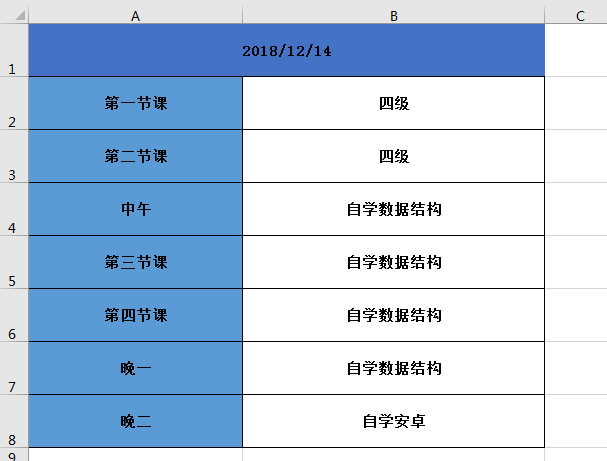 A B C
1 2018/12/14
2 第一节课 四级
3 第二节课 四级
4 中午 自学数据结构
5 第三节课 自学数据结构
6 第四节课 自学数据结构
7 晚一 自学数据结构
8 晚二 自学安卓
9